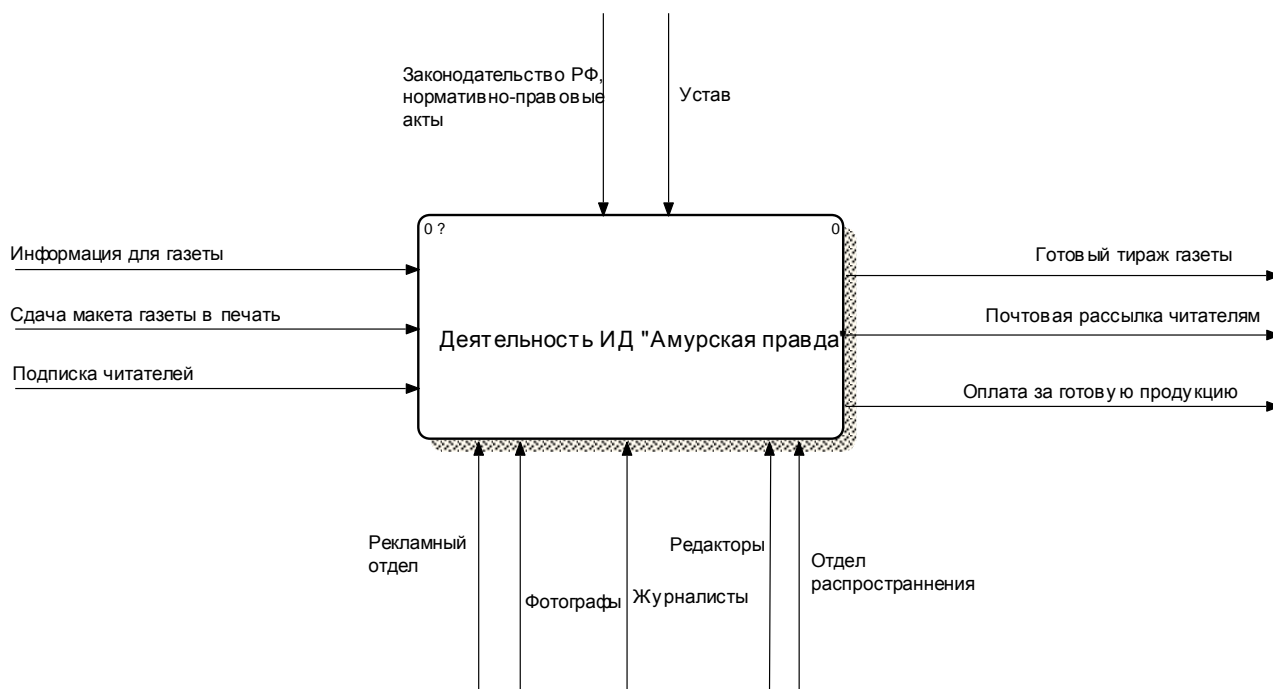 Законодательство РФ,
нормативно-правовые
акты
Устав
0 ?
0
Информация для газеты
Сдача макета газеты в печать
Подписка читателей
Деятельность ИД "Амурская правда"
Готовый тираж газеты
Почтовая рассылка читателям
Оплата за готовую продукцию
Рекламный
отдел
Фотографы
Журналисты
Редакторы
Отдел
распространнения